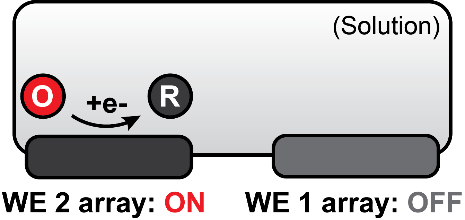 (Solution)
O +e- R
WE 2 array: ON WE 1 array: OFF